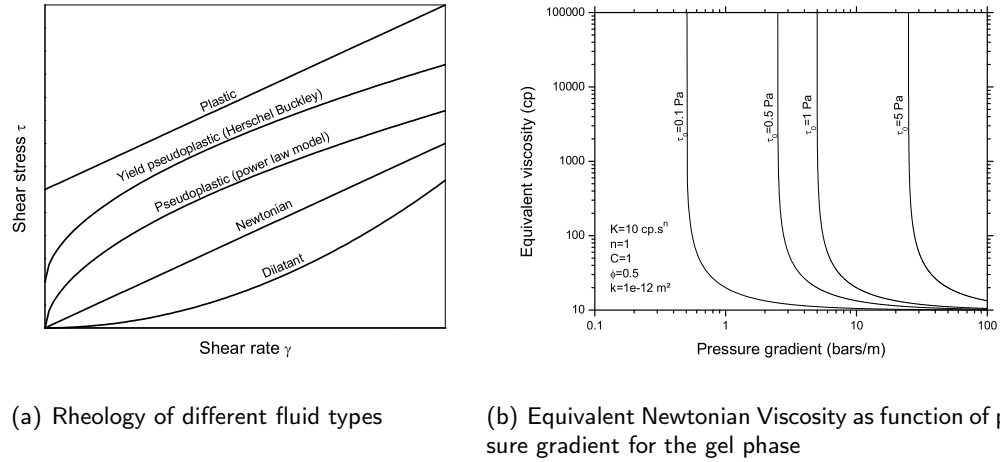 Shear stress τ
Plastic
Yield pseudoplastic (Herschel Buckley)
Pseudoplastic (power law model)
Newtonian
Dilatant
Shear rate γ
(a) Rheology of different fluid types
Equivalent viscosity (cp)
100000
10000
1000
100
10
τ₀=0.1 Pa
τ₀=0.5 Pa
τ₀=1 Pa
τ₀=5 Pa
K=10 cp.sⁿ
n=1
C=1
ϕ=0.5
k=1e-12 m²
0.1
1
10
100
Pressure gradient (bars/m)
(b) Equivalent Newtonian Viscosity as function of p
sure gradient for the gel phase